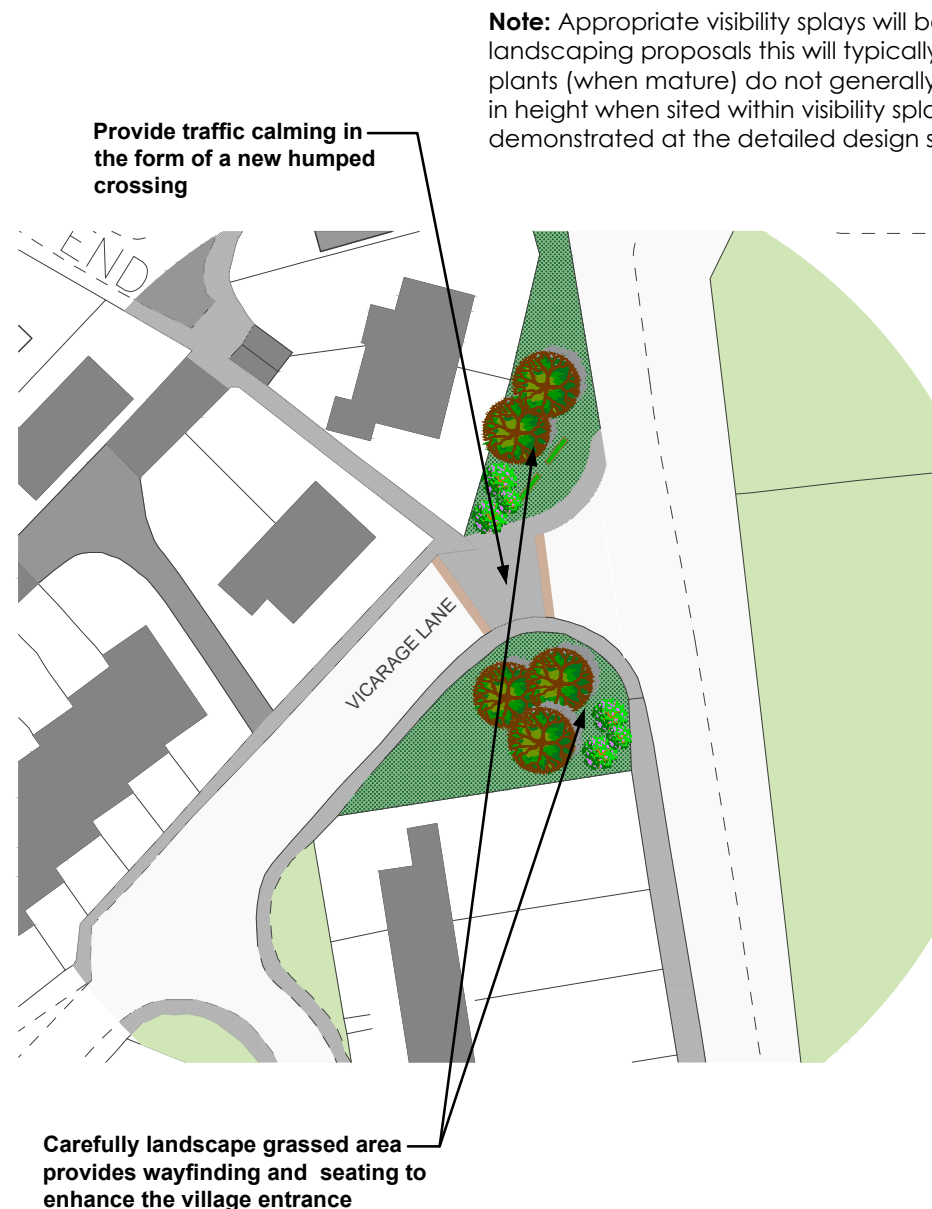 Note: Appropriate visibility splays will b
landscaping proposals this will typically
plants (when mature) do not generally
in height when sited within visibility spla
demonstrated at the detailed design s
Provide traffic calming in
the form of a new humped
crossing
END
VICARAGE LANE
Carefully landscape grassed area
provides wayfinding and seating to
enhance the village entrance